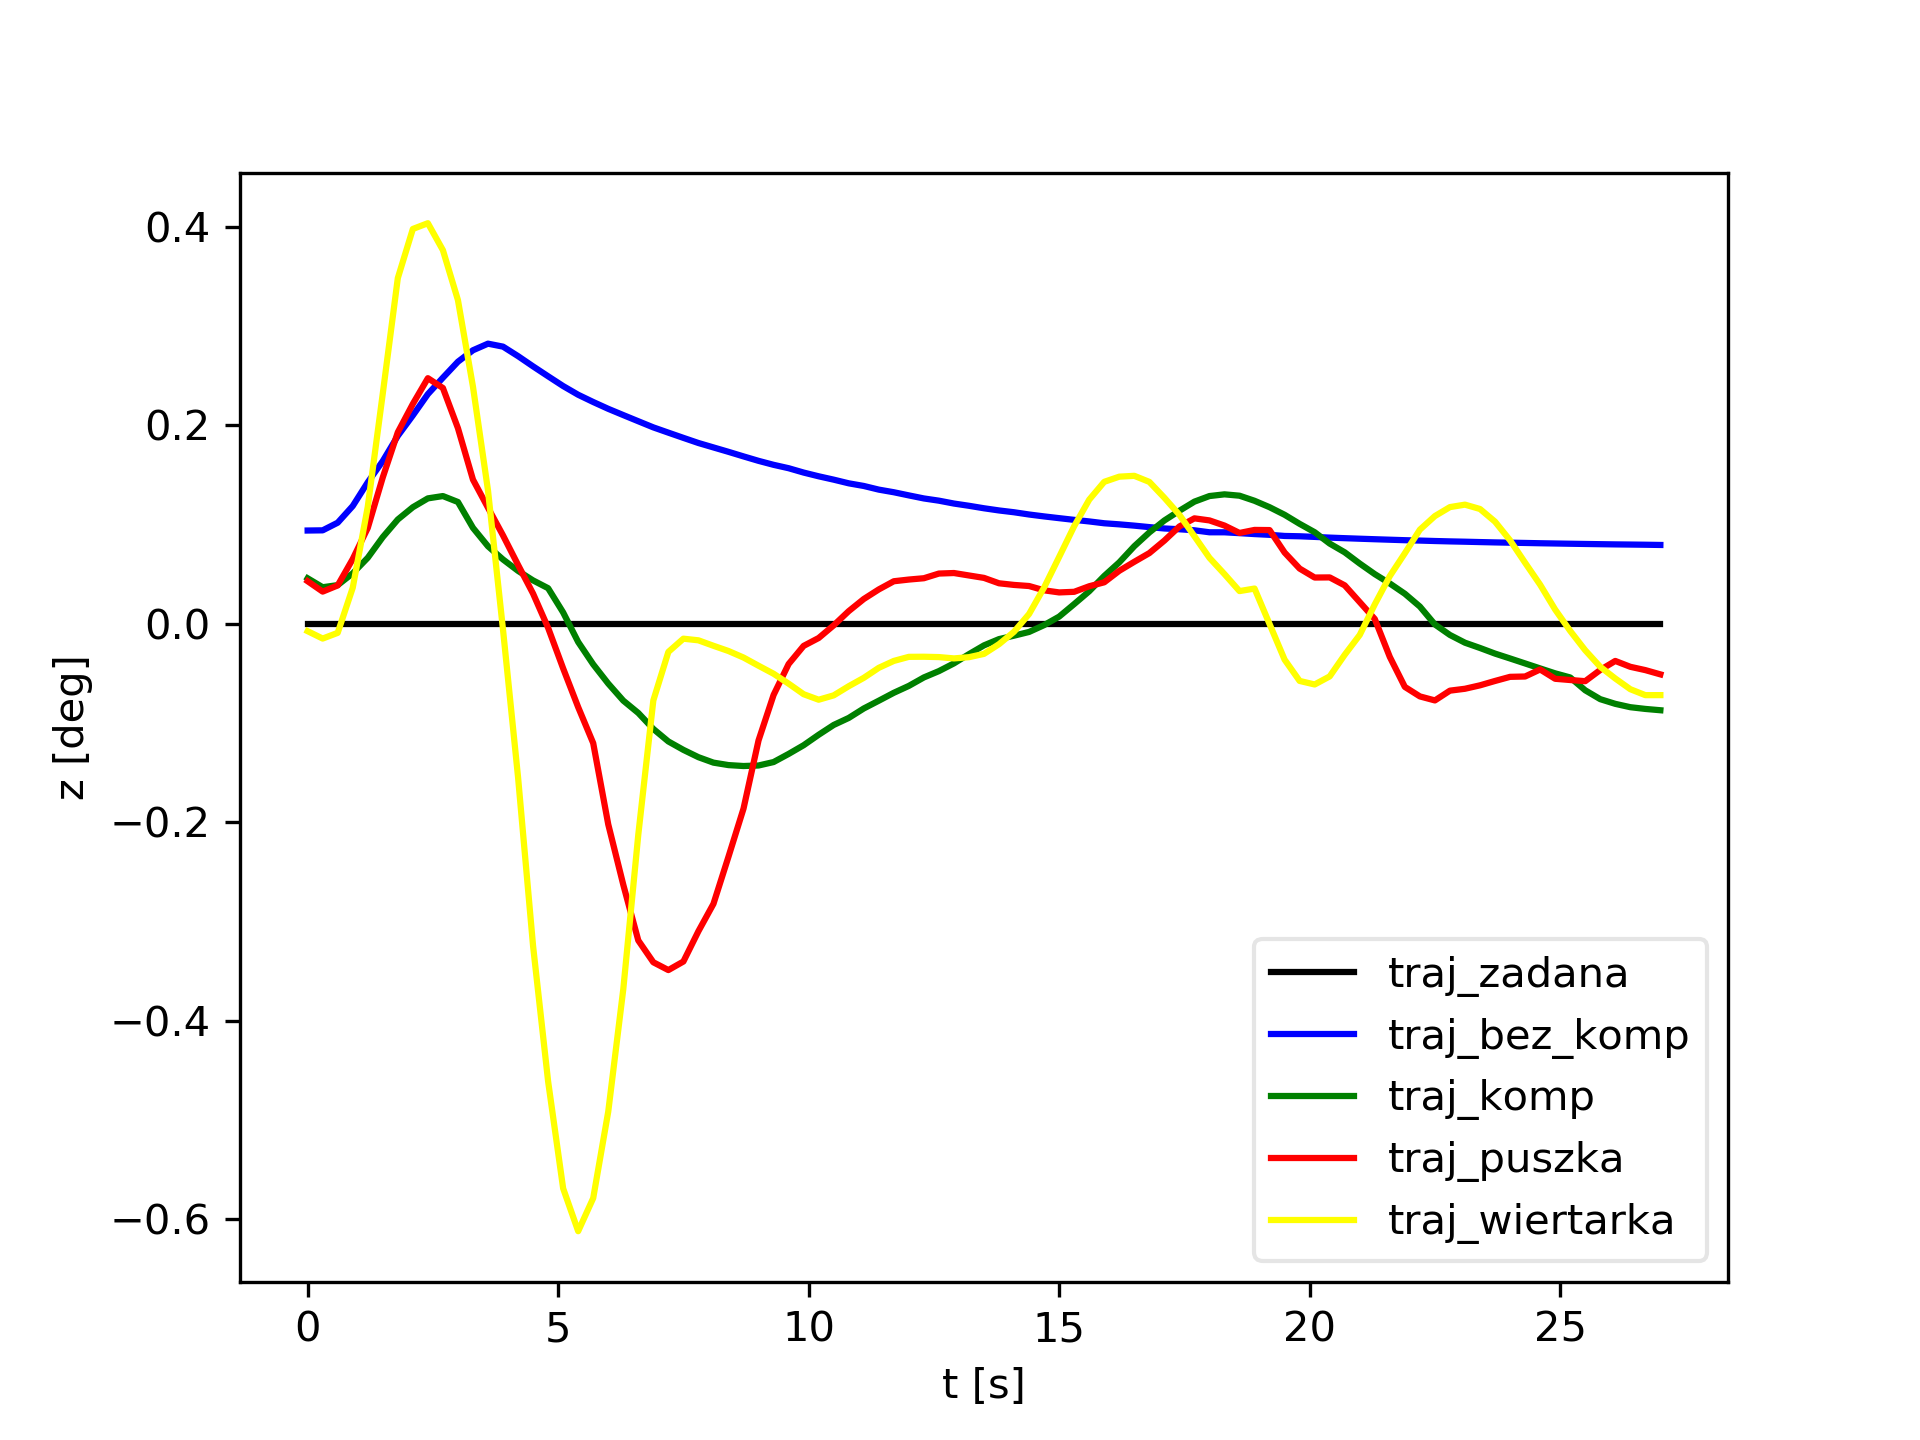 0.4
0.2
0.0
−0.2
−0.4
−0.6
z [deg]
0 5 10 15 20 25
t [s]
traj_zadana
traj_bez_komp
traj_komp
traj_puszka
traj_wiertarka